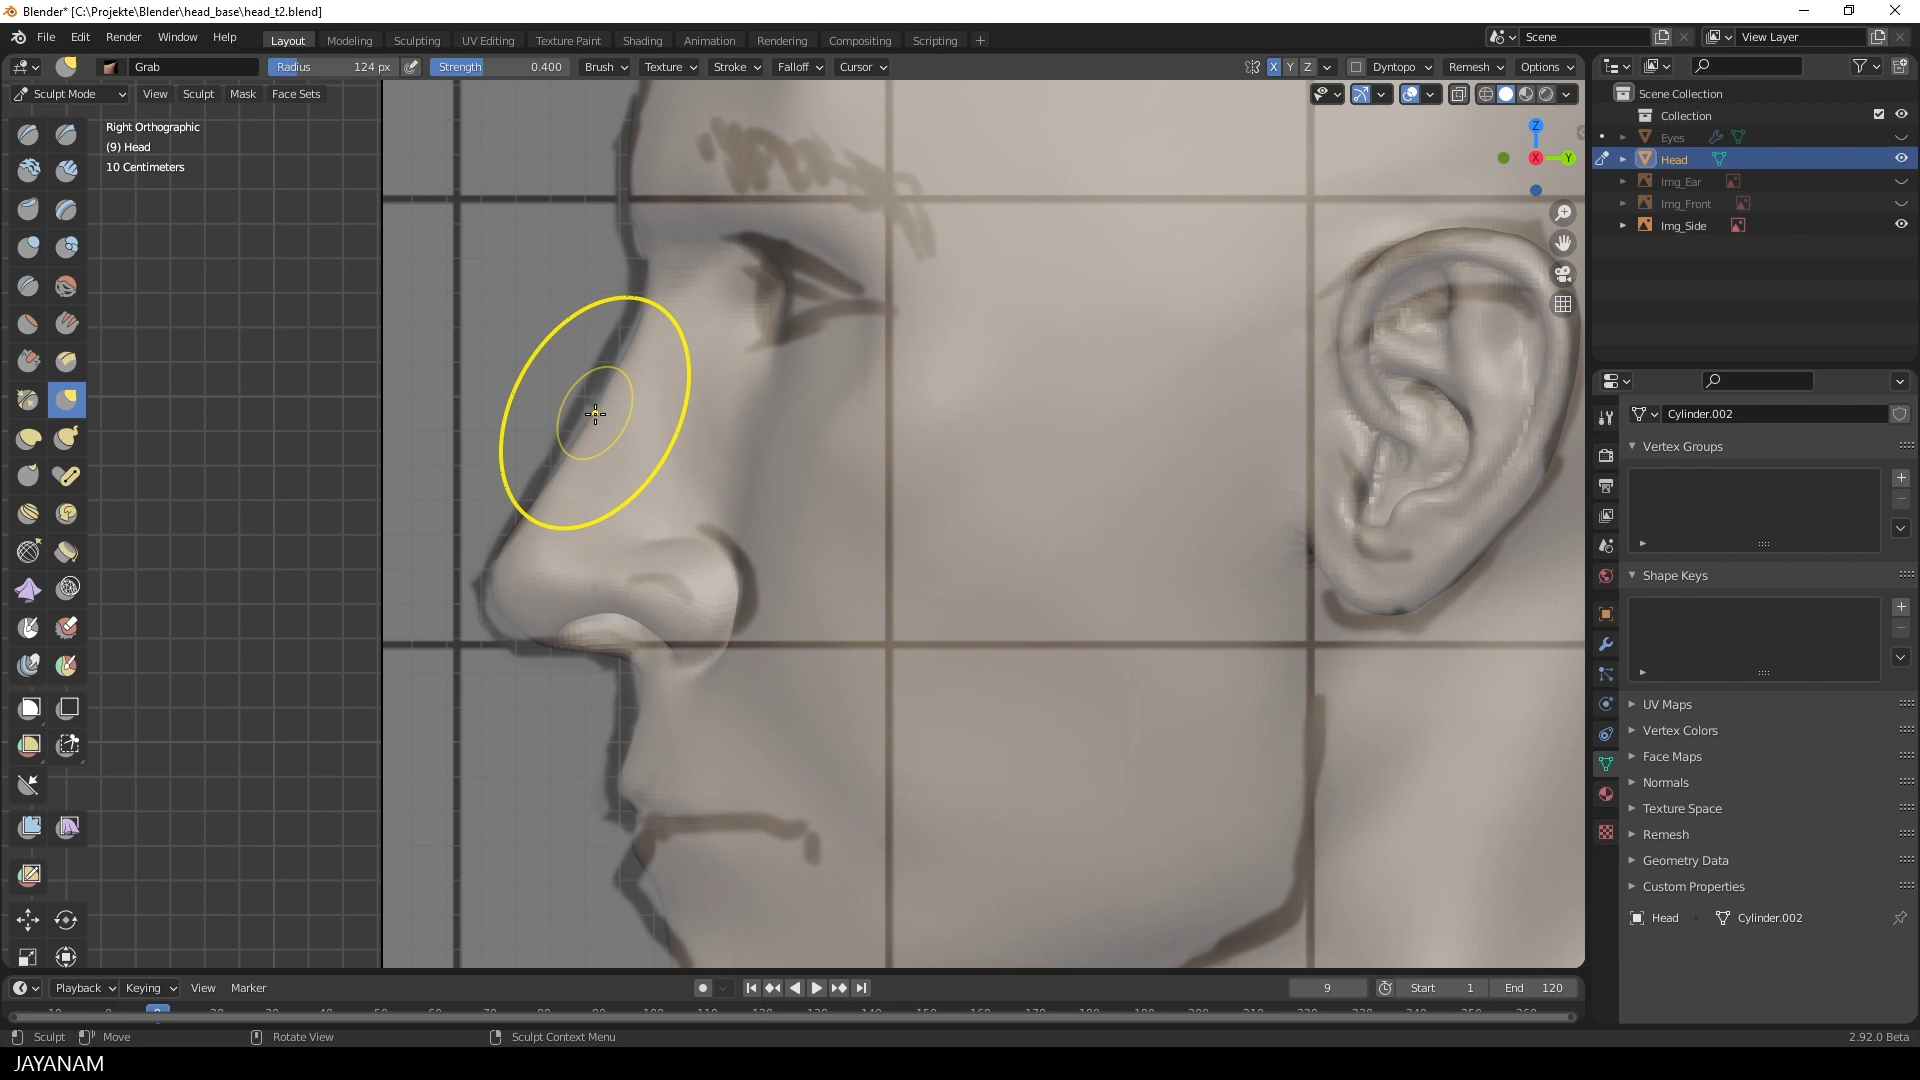 Blender* [C:\Projekte\Blender\head_base\head_t2.blend]
File Edit Render Window Help Layout Modeling Sculpting UV Editing Texture Paint Shading Animation Rendering Compositing Scripting + Scene View Layer
Grab Radius 124 px Strength 0.400 Brush Texture Stroke Falloff Cursor X Y Z Dyntopo Remesh Options
Sculpt Mode View Sculpt Mask Face Sets
Right Orthographic
(9) Head
10 Centimeters
Z
X
Y
Scene Collection
Collection
Eyes
Head
Img_Ear
Img_Front
Img_Side
Cylinder.002
Vertex Groups
Shape Keys
UV Maps
Vertex Colors
Face Maps
Normals
Texture Space
Remesh
Geometry Data
Custom Properties
Head Cylinder.002
Playback Keying View Marker 9 Start 1 End 120
Sculpt Move Rotate View Sculpt Context Menu 2.92.0 Beta
JAYANAM